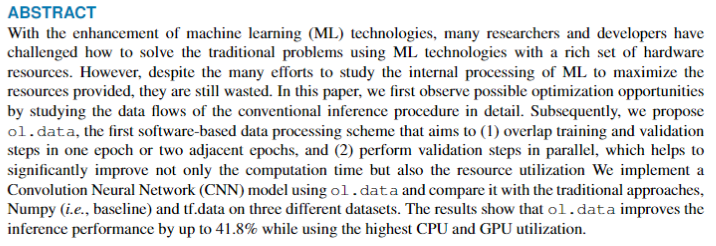 ABSTRACT
With the enhancement of machine learning (ML) technologies, many researchers and developers have
challenged how to solve the traditional problems using ML technologies with a rich set of hardware
resources. However, despite the many efforts to study the internal processing of ML to maximize the
resources provided, they are still wasted. In this paper, we first observe possible optimization opportunities
by studying the data flows of the conventional inference procedure in detail. Subsequently, we propose
ol.data, the first software-based data processing scheme that aims to (1) overlap training and validation
steps in one epoch or two adjacent epochs, and (2) perform validation steps in parallel, which helps to
significantly improve not only the computation time but also the resource utilization We implement a
Convolution Neural Network (CNN) model using ol.data and compare it with the traditional approaches,
Numpy (i.e., baseline) and tf.data on three different datasets. The results show that ol.data improves the
inference performance by up to 41.8% while using the highest CPU and GPU utilization.